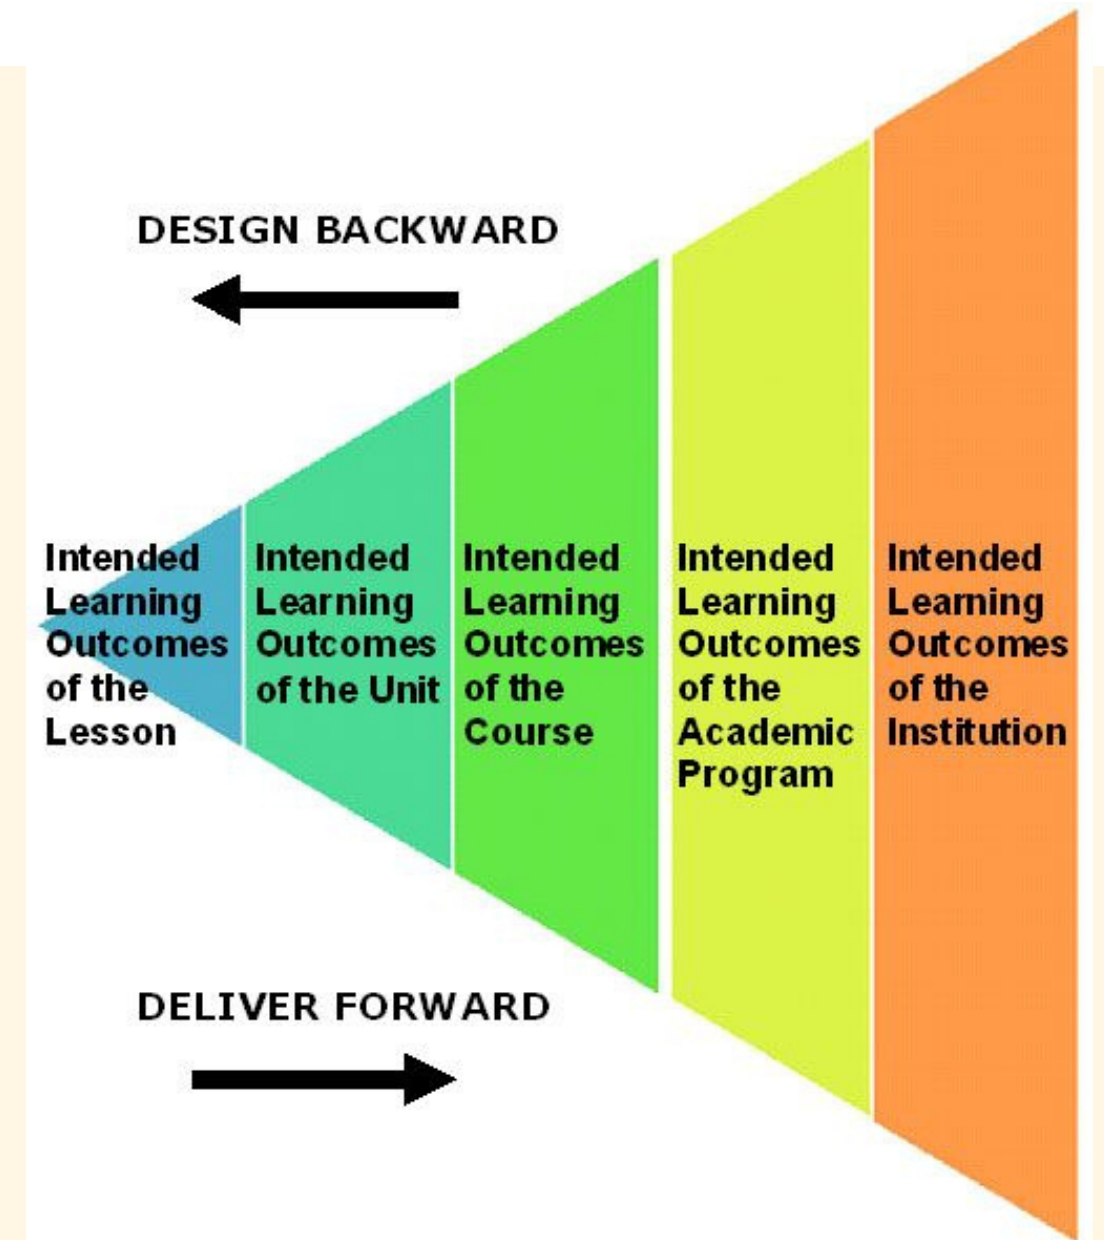 DESIGN BACKWARD
Intended
Learning
Outcomes
of the
Lesson
Intended
Learning
Outcomes
of the Unit
Intended
Learning
Outcomes
of the
Course
Intended
Learning
Outcomes
of the
Academic
Program
Intended
Learning
Outcomes
of the
Institution
DELIVER FORWARD